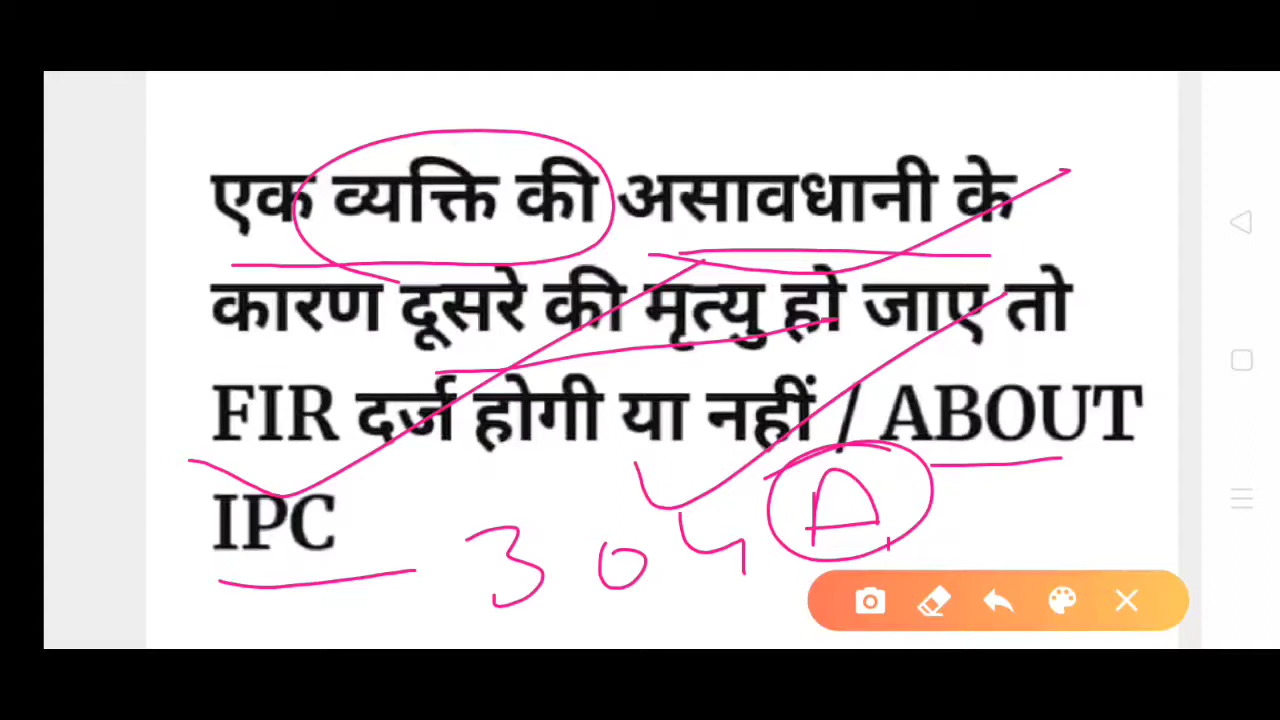 एक व्यक्ति की असावधानी के
कारण दूसरे की मृत्यु हो जाए तो
FIR दर्ज होगी या नहीं / ABOUT
IPC
304 A